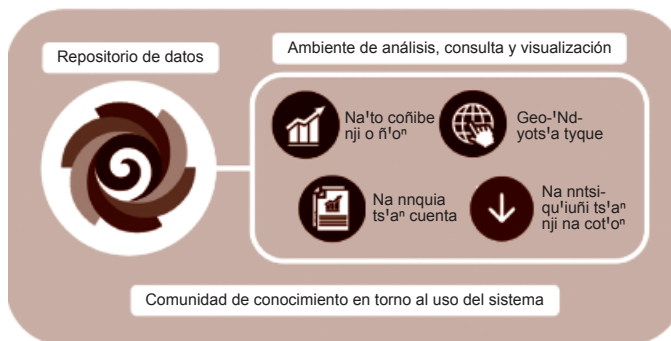 Repositorio de datos
Ambiente de análisis, consulta y visualización
Naꞌto coñibe
nji o ñꞌoⁿ
Geo-ꞌNd-
yotsꞌa tyque
Na nnquia
tsꞌaⁿ cuenta
Na nntsi-
quꞌiuñi tsꞌaⁿ
nji na cotꞌoⁿ
Comunidad de conocimiento en torno al uso del sistema